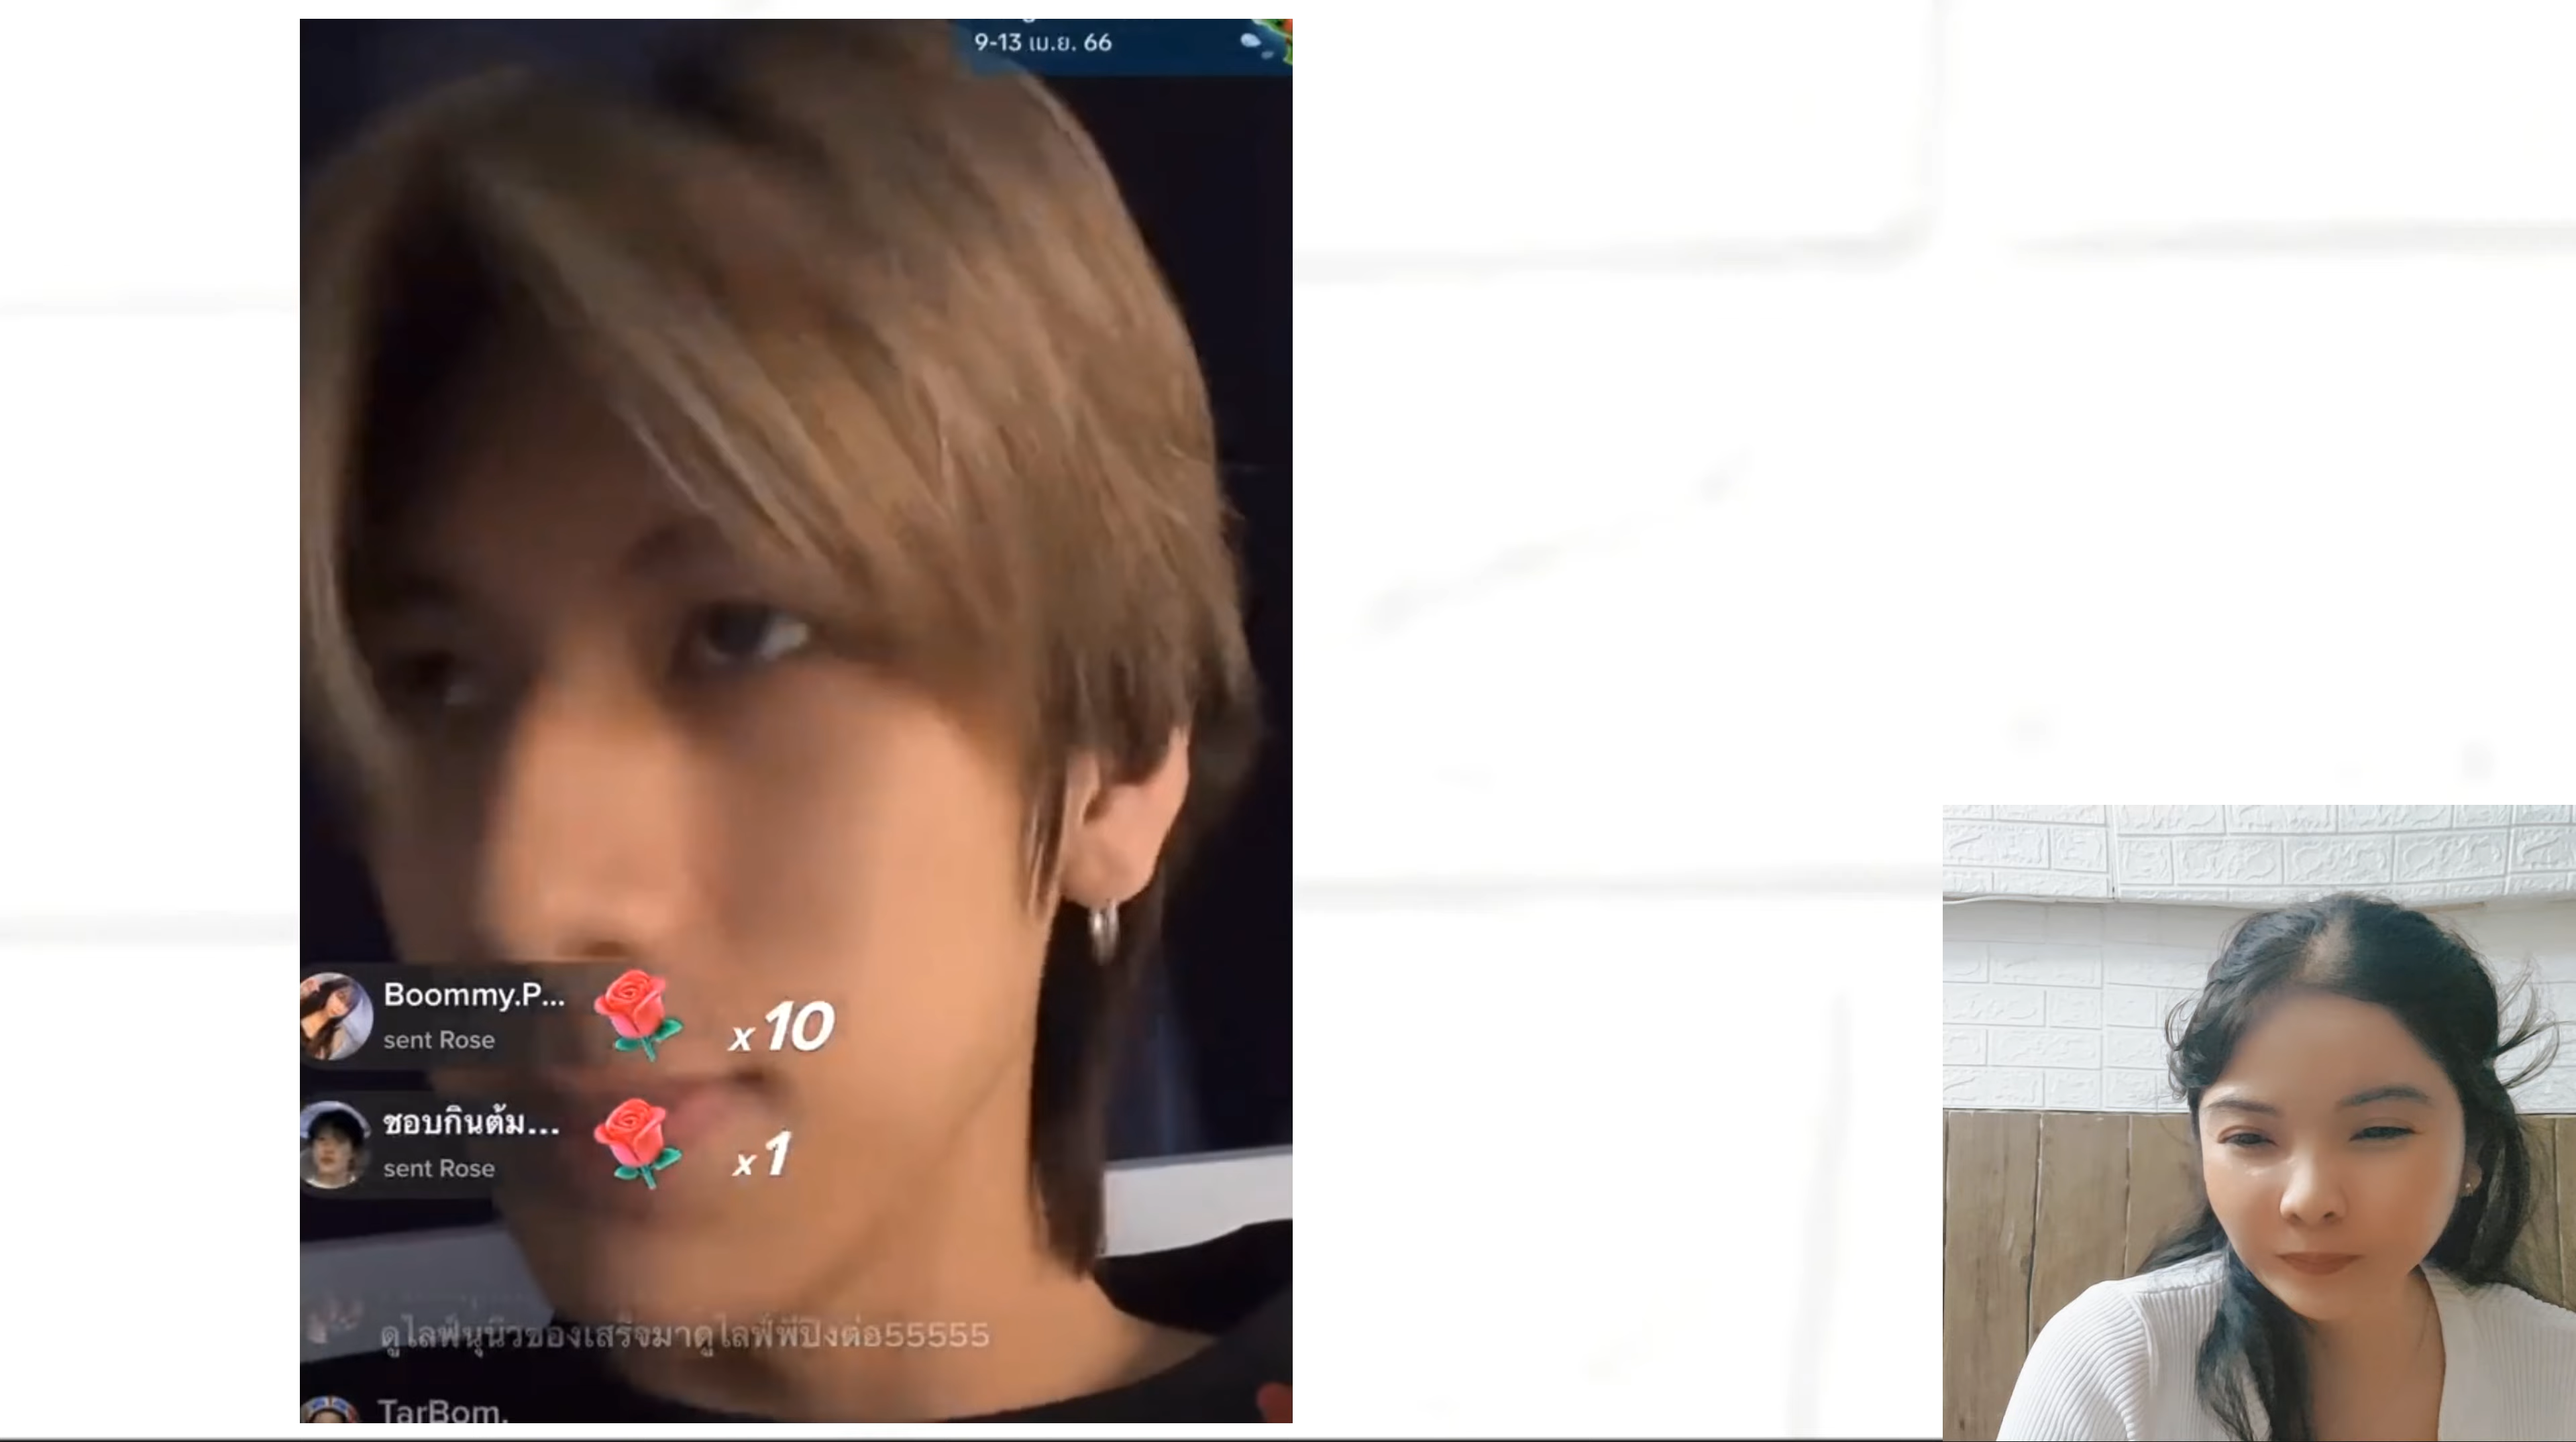 9-13 เม.ย. 66
Boommy.P...
sent Rose
x10
ชอบกินต้ม...
sent Rose
x1
ดูไลฟ์นุนิวของเสร็จมาดูไลฟ์พี่ปิงต่อ55555
TarBom.